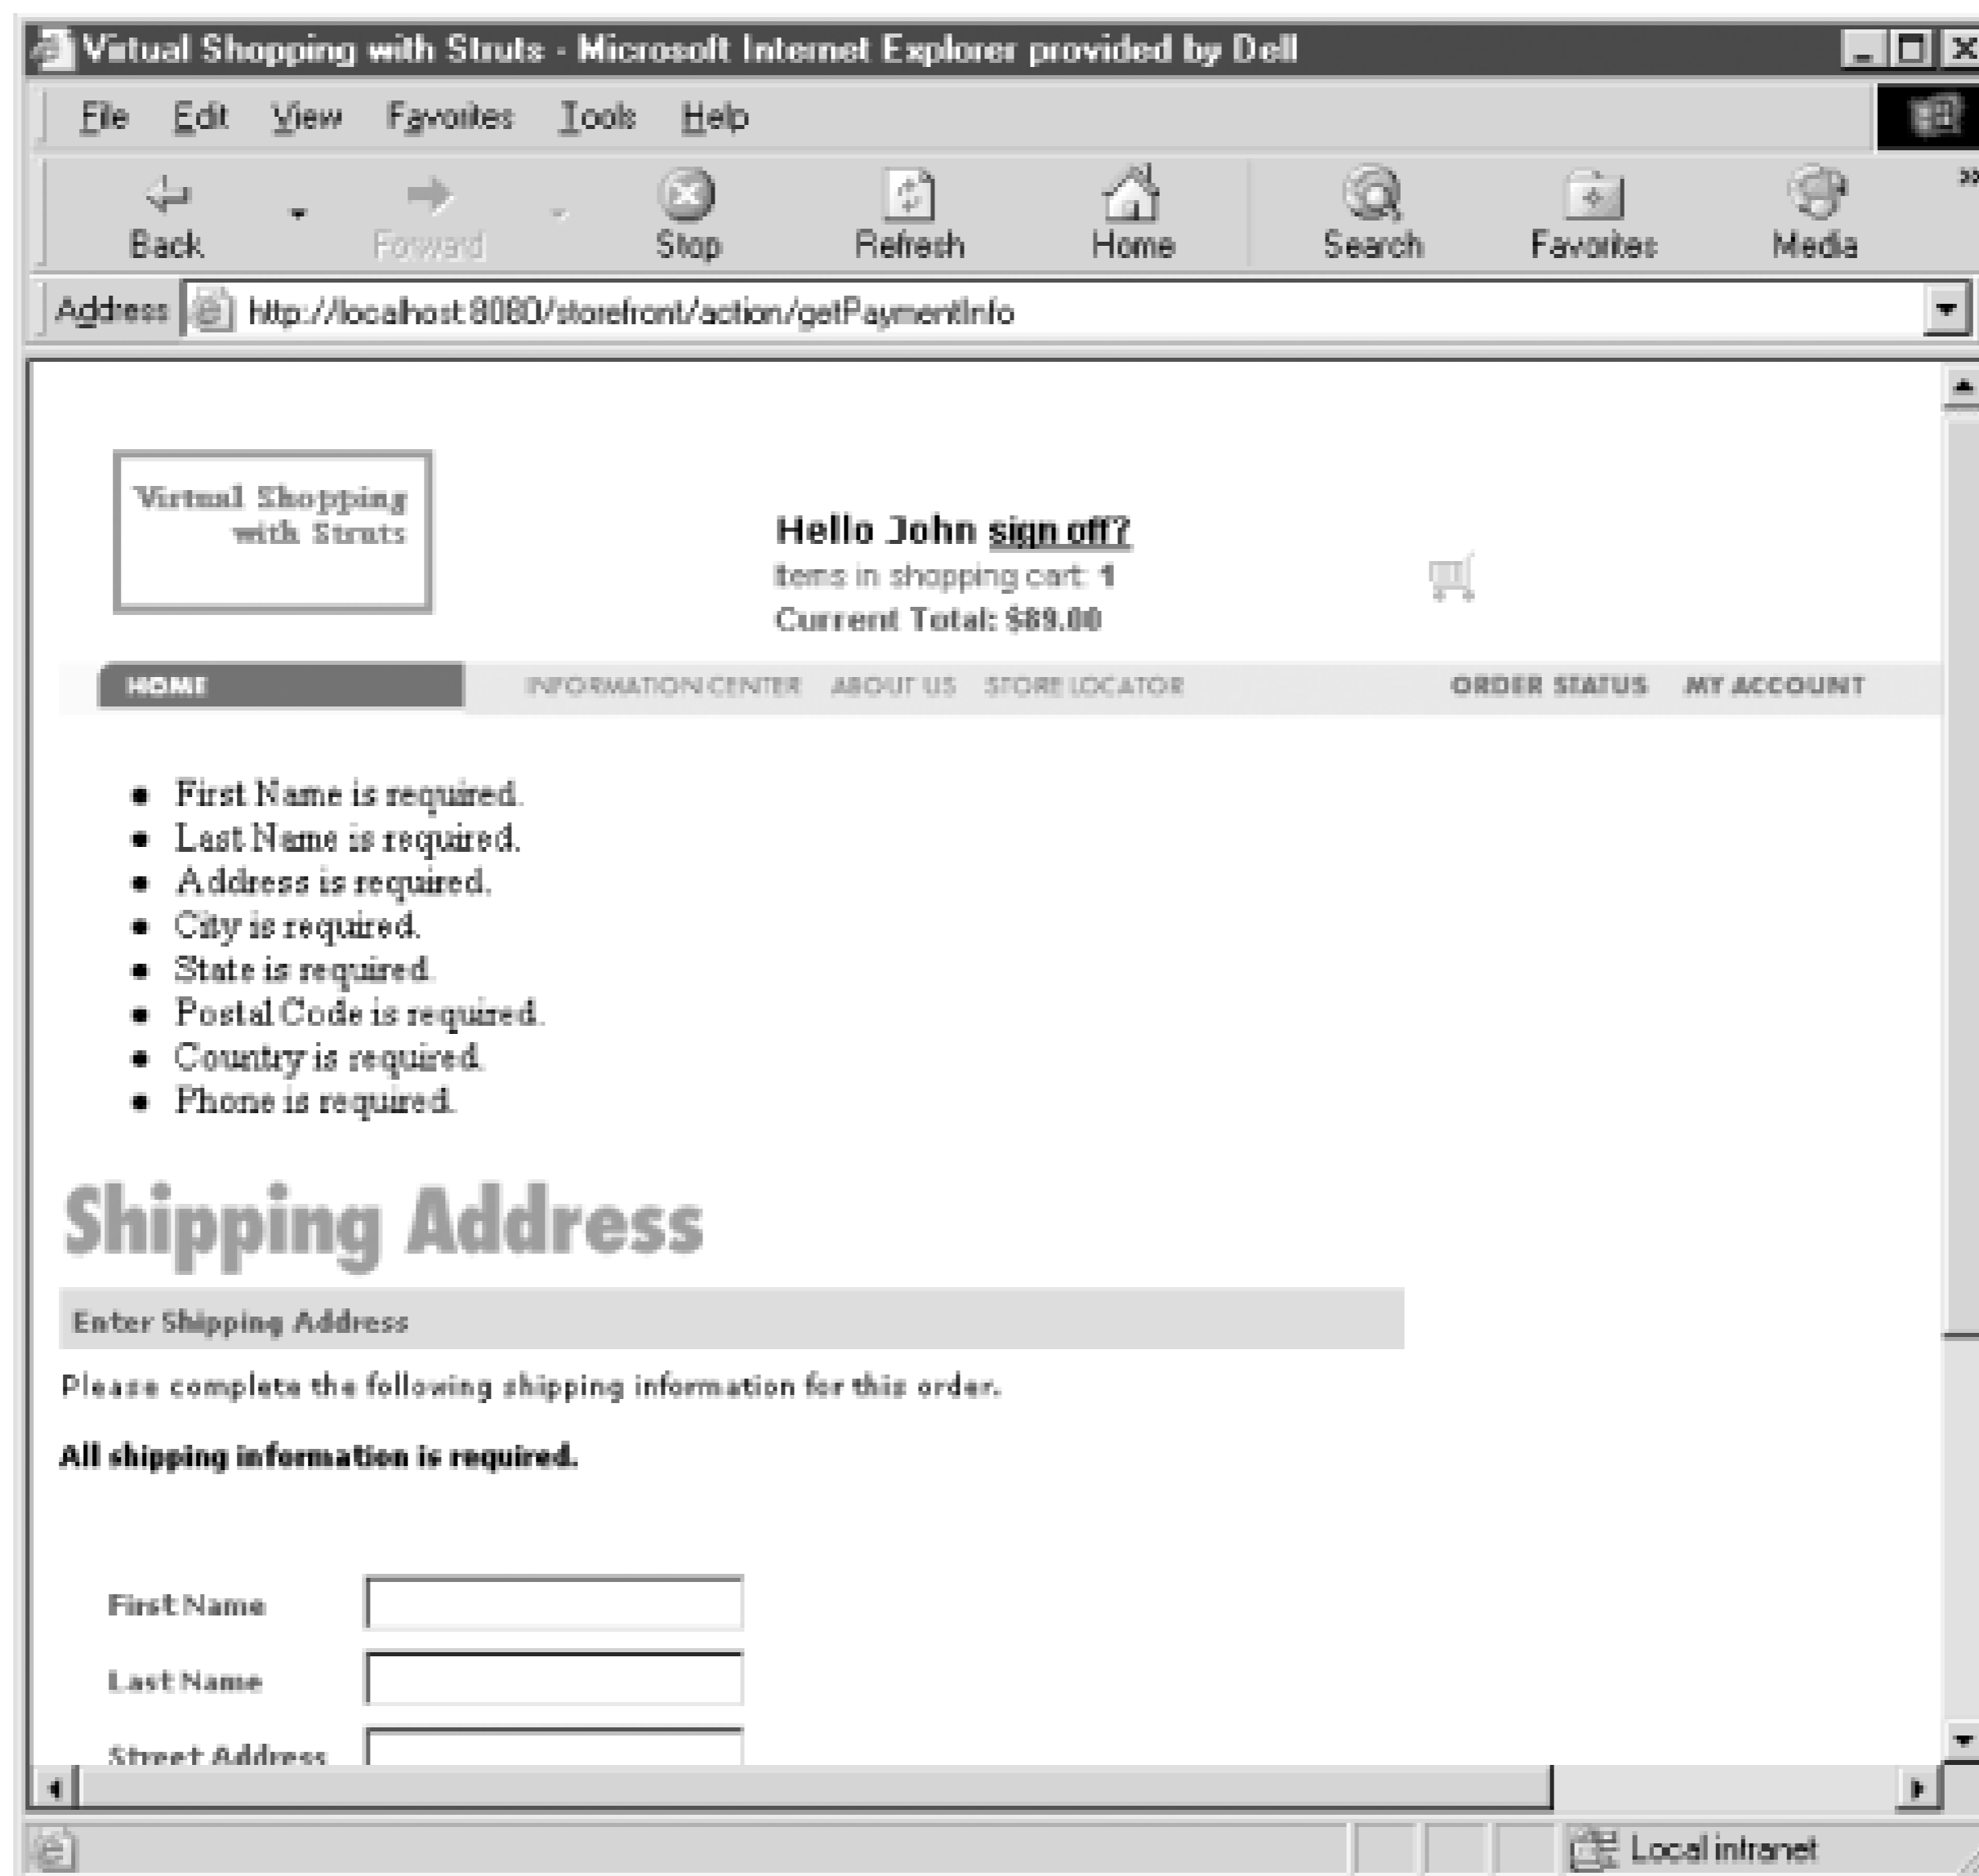 Virtual Shopping with Struts - Microsoft Internet Explorer provided by Dell
File Edit View Favorites Tools Help
Back Forward Stop Refresh Home Search Favorites Media »
Address http://localhost:8080/storefront/action/getPaymentInfo
Virtual Shopping
with Struts
Hello John sign off?
Items in shopping cart: 1
Current Total: $89.00
HOME INFORMATION CENTER ABOUT US STORE LOCATOR ORDER STATUS MY ACCOUNT
• First Name is required.
• Last Name is required.
• Address is required.
• City is required.
• State is required.
• Postal Code is required.
• Country is required.
• Phone is required.
Shipping Address
Enter Shipping Address
Please complete the following shipping information for this order.
All shipping information is required.
First Name
Last Name
Street Address
Local intranet